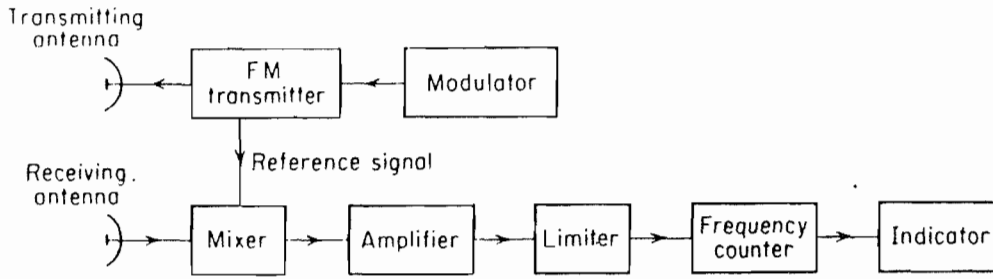 Transmitting
antenna
FM
transmitter
Modulator
Reference signal
Receiving.
antenna
Mixer
Amplifier
Limiter
Frequency
counter
Indicator